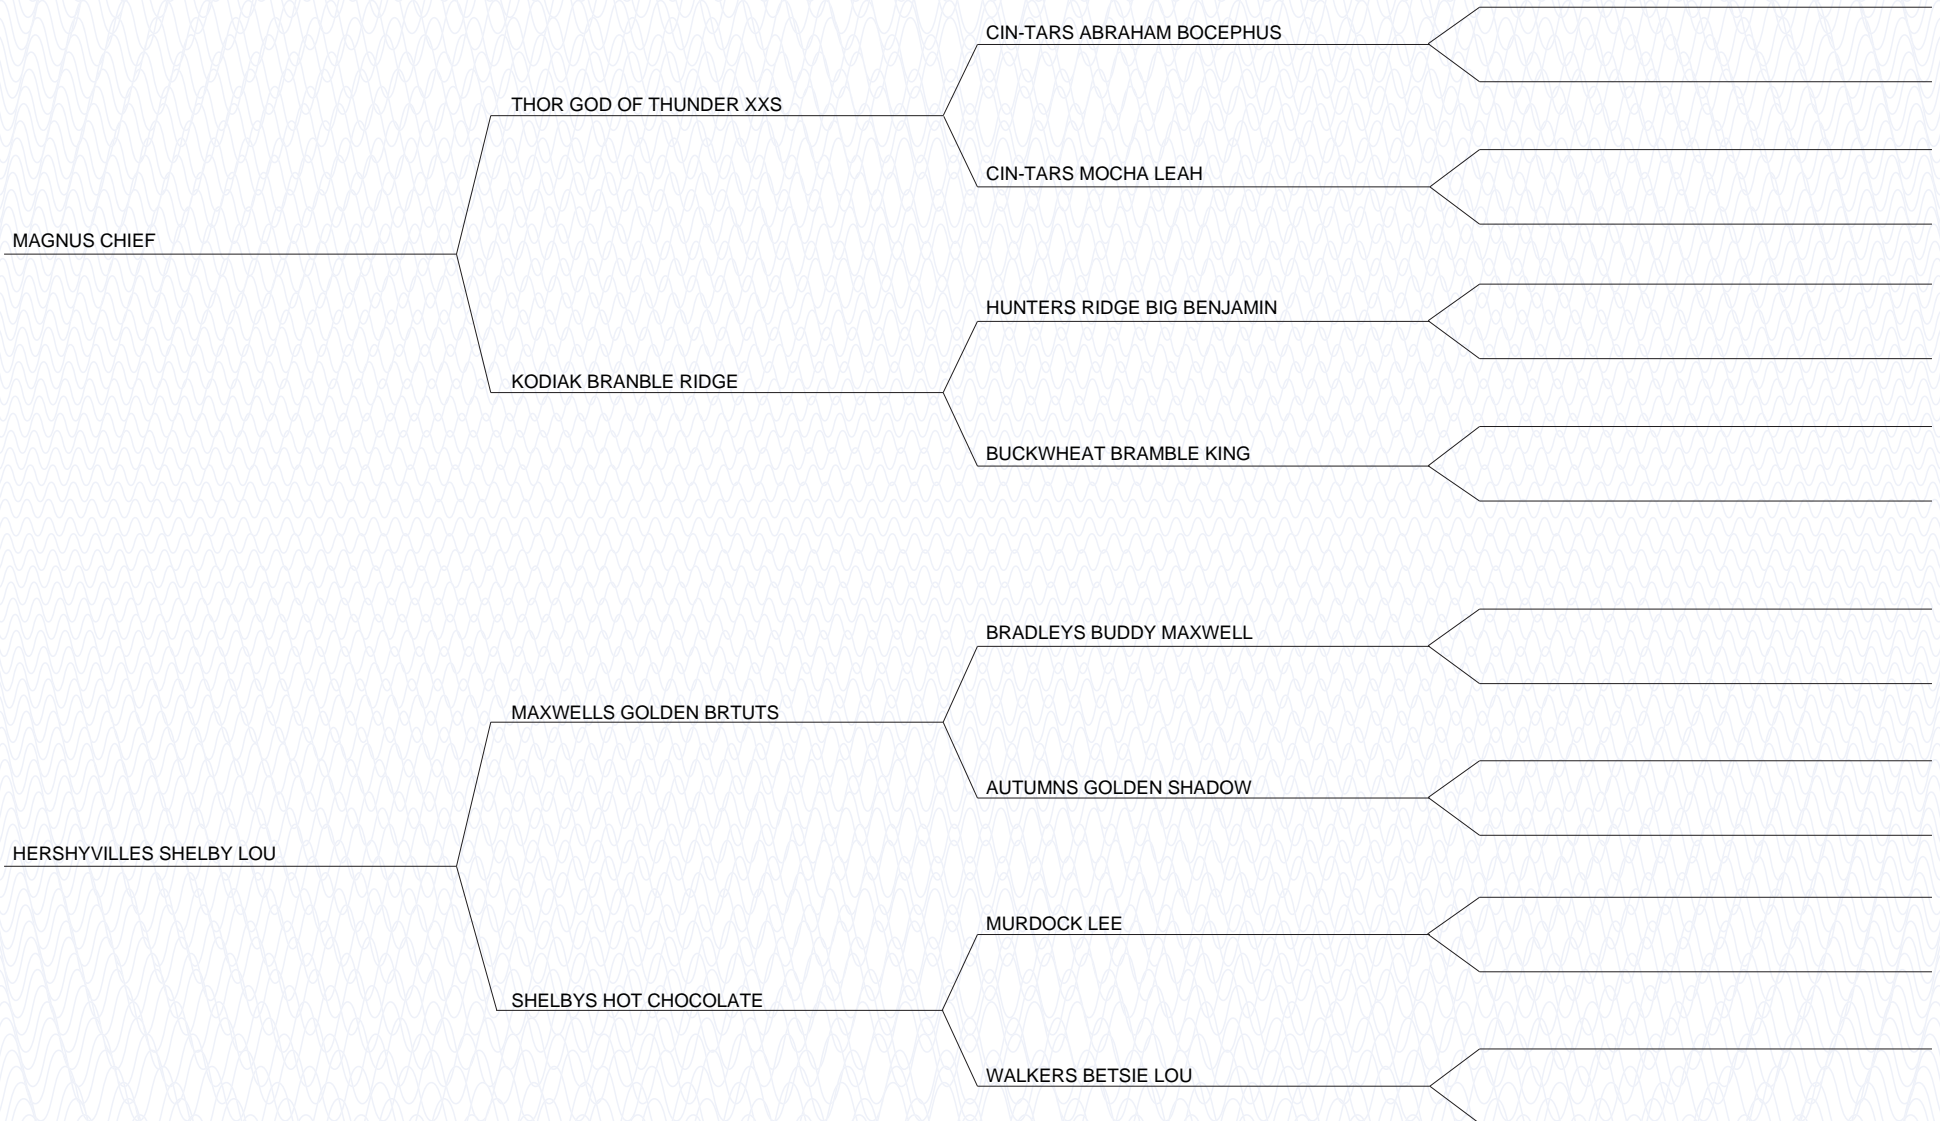 CIN-TARS ABRAHAM BOCEPHUS
THOR GOD OF THUNDER XXS
CIN-TARS MOCHA LEAH
MAGNUS CHIEF
HUNTERS RIDGE BIG BENJAMIN
KODIAK BRANBLE RIDGE
BUCKWHEAT BRAMBLE KING
BRADLEYS BUDDY MAXWELL
MAXWELLS GOLDEN BRTUTS
AUTUMNS GOLDEN SHADOW
HERSHYVILLES SHELBY LOU
MURDOCK LEE
SHELBYS HOT CHOCOLATE
WALKERS BETSIE LOU